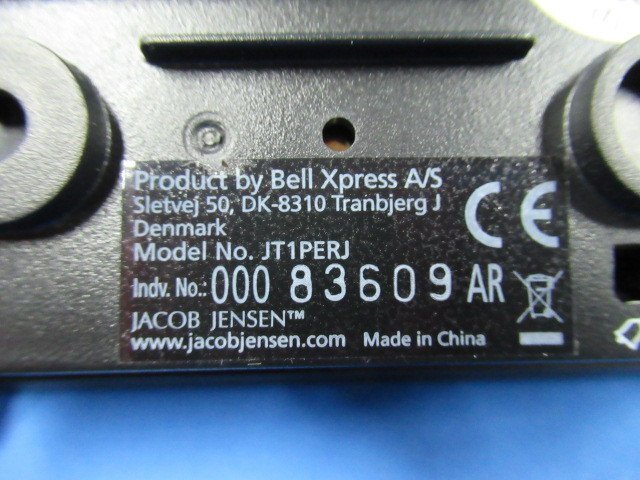 Product by Bell Xpress A/S
Sletvej 50, DK-8310 Tranbjerg J
Denmark
Model No. JT1PERJ
Indv. No.: 000 83609 AR
JACOB JENSEN™
www.jacobjensen.com Made in China
CE